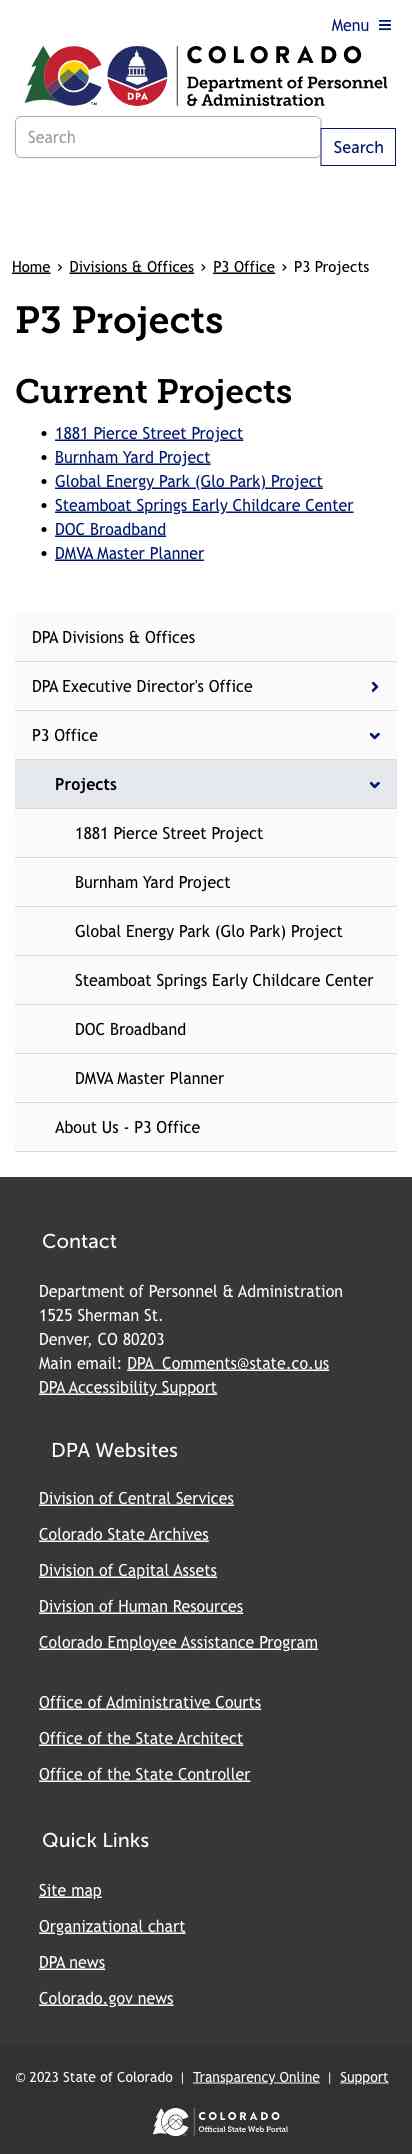 Menu
COLORADO
Department of Personnel
& Administration
DPA
TM
Search
Search
Home > Divisions & Offices > P3 Office > P3 Projects
P3 Projects
Current Projects
• 1881 Pierce Street Project
• Burnham Yard Project
• Global Energy Park (Glo Park) Project
• Steamboat Springs Early Childcare Center
• DOC Broadband
• DMVA Master Planner
DPA Divisions & Offices
DPA Executive Director's Office
P3 Office
Projects
1881 Pierce Street Project
Burnham Yard Project
Global Energy Park (Glo Park) Project
Steamboat Springs Early Childcare Center
DOC Broadband
DMVA Master Planner
About Us - P3 Office
Contact
Department of Personnel & Administration
1525 Sherman St.
Denver, CO 80203
Main email: DPA_Comments@state.co.us
DPA Accessibility Support
DPA Websites
Division of Central Services
Colorado State Archives
Division of Capital Assets
Division of Human Resources
Colorado Employee Assistance Program
Office of Administrative Courts
Office of the State Architect
Office of the State Controller
Quick Links
Site map
Organizational chart
DPA news
Colorado.gov news
© 2023 State of Colorado | Transparency Online | Support
COLORADO
Official State Web Portal